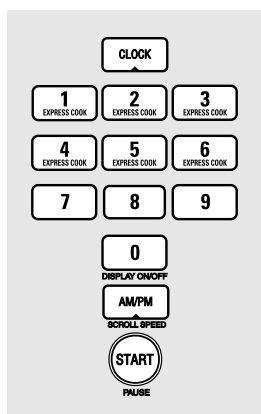 CLOCK
1 2 3
EXPRESS COOK EXPRESS COOK EXPRESS COOK
4 5 6
EXPRESS COOK EXPRESS COOK EXPRESS COOK
7 8 9
0
DISPLAY ON/OFF
AM/PM
SCROLL SPEED
START
PAUSE